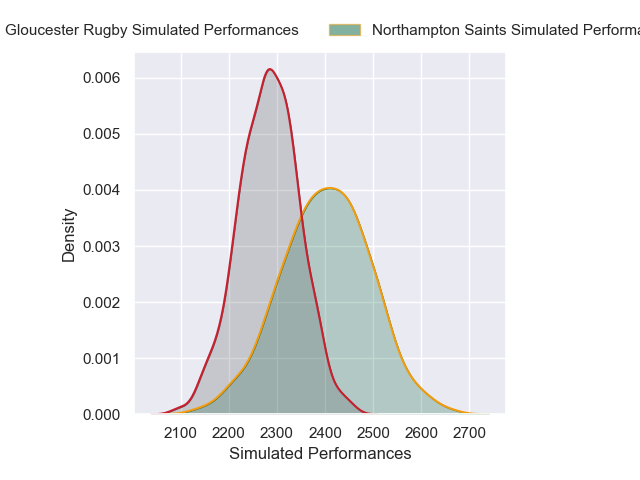 Gloucester Rugby Simulated Performances Northampton Saints Simulated
0.006
0.005
0.004
0.003
0.002
0.001
0.000
Density
2100 2200 2300 2400 2500 2600 2700
Simulated Performances